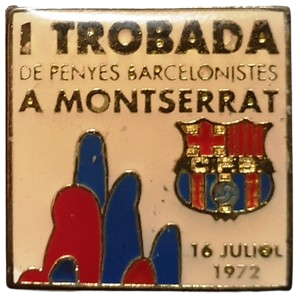 I TROBADA
DE PENYES BARCELONISTES
A MONTSERRAT
16 JULIOL
1972